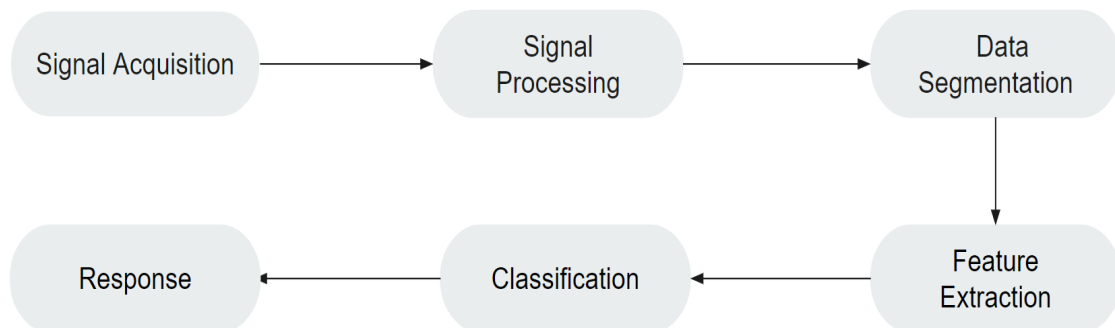 Signal Acquisition
Signal
Processing
Data
Segmentation
Feature
Extraction
Classification
Response